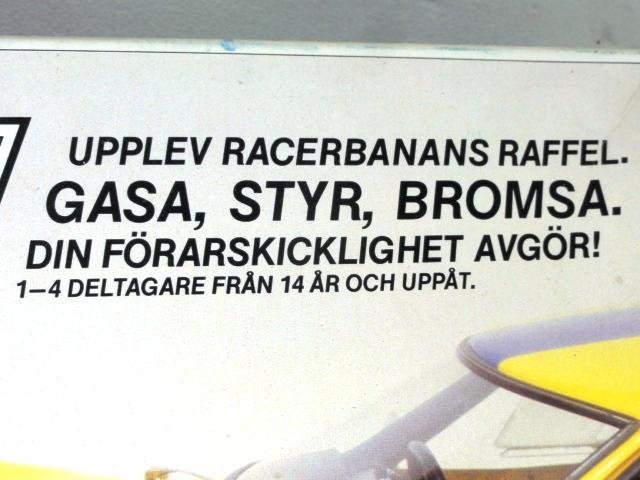 UPPLEV RACERBANANS RAFFEL.
GASA, STYR, BROMSA.
DIN FÖRARSKICKLIGHET AVGÖR!
1–4 DELTAGARE FRÅN 14 ÅR OCH UPPÅT.